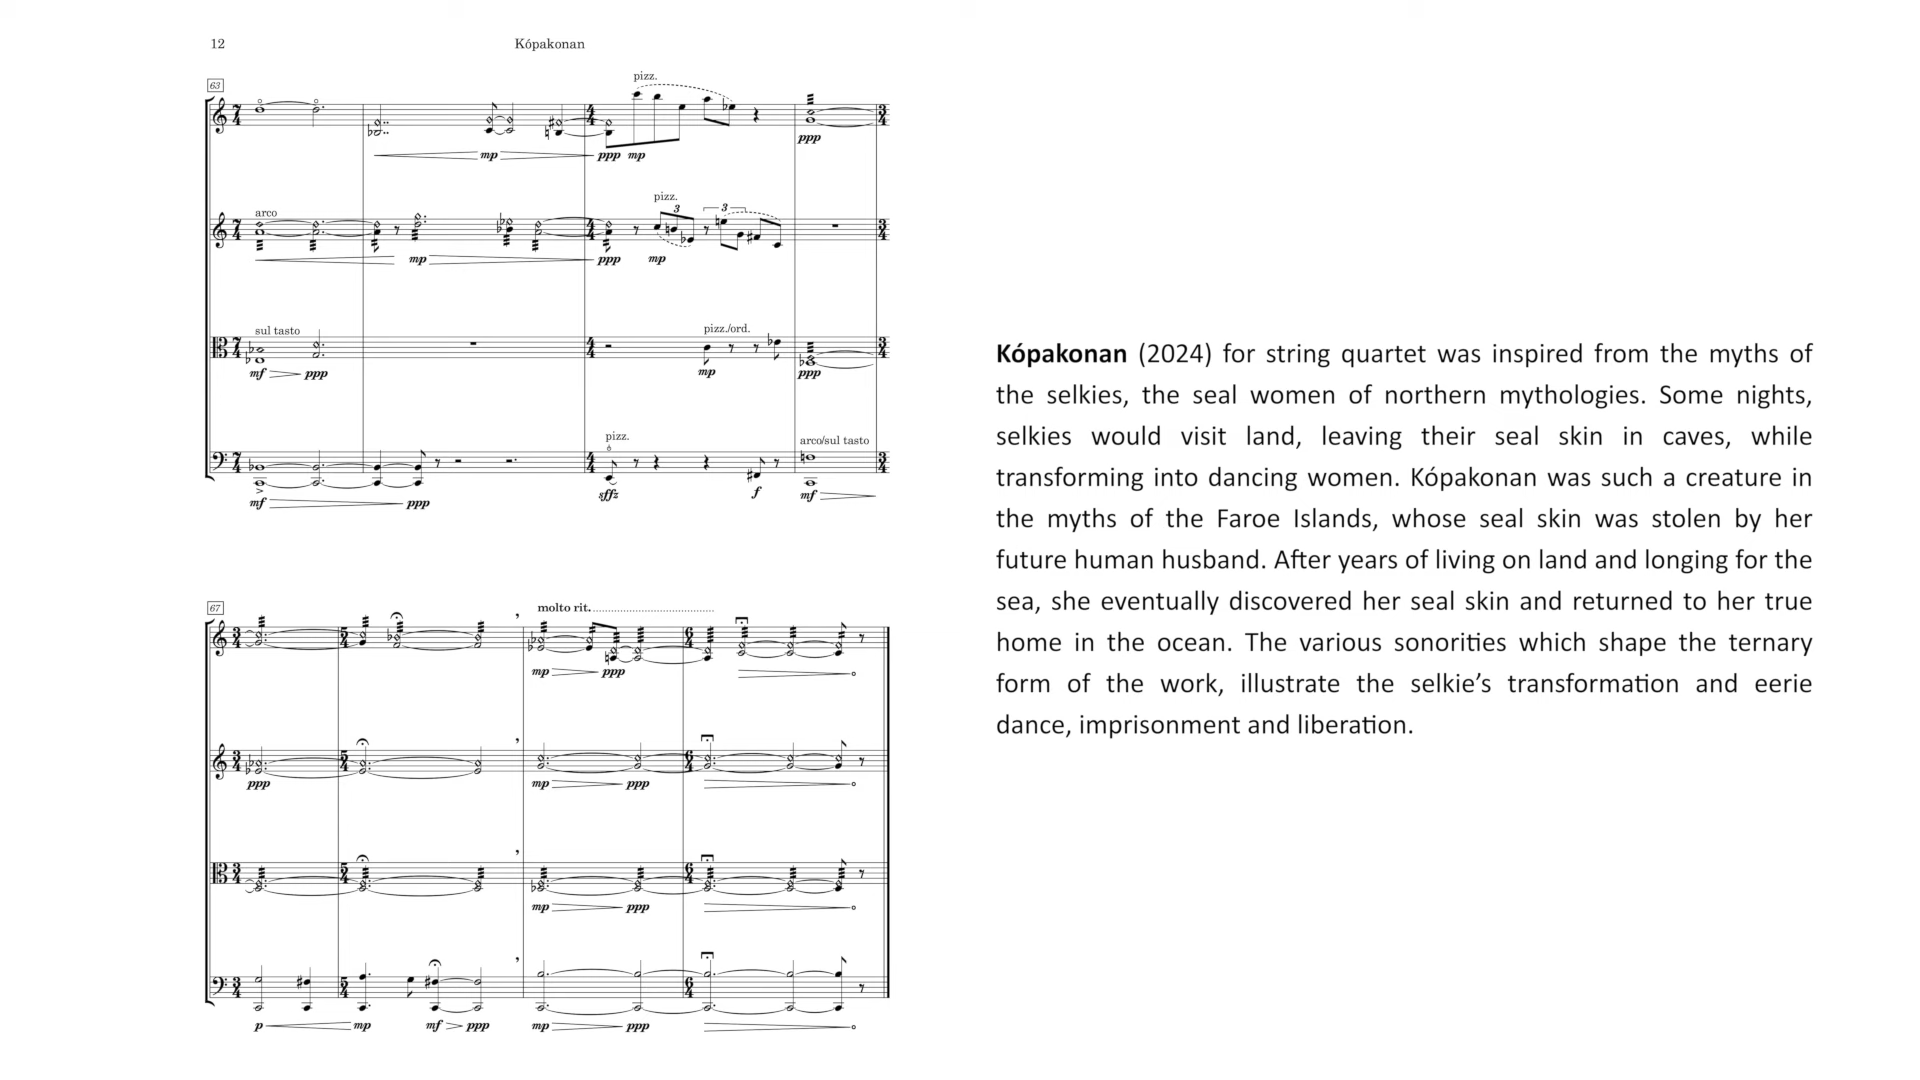 12
Kópakonan
63
pizz.
mp
ppp mp
ppp
arco
pizz.
3
3
mp
ppp
mp
sul tasto
pizz./ord.
mf
ppp
mp
ppp
pizz.
arco/sul tasto
mf
ppp
sffz
f
mf
67
molto rit.
mp
ppp
ppp
mp
ppp
mp
ppp
p
mp
mf
ppp
mp
ppp
Kópakonan (2024) for string quartet was inspired from the myths of
the selkies, the seal women of northern mythologies. Some nights,
selkies would visit land, leaving their seal skin in caves, while
transforming into dancing women. Kópakonan was such a creature in
the myths of the Faroe Islands, whose seal skin was stolen by her
future human husband. After years of living on land and longing for the
sea, she eventually discovered her seal skin and returned to her true
home in the ocean. The various sonorities which shape the ternary
form of the work, illustrate the selkie’s transformation and eerie
dance, imprisonment and liberation.